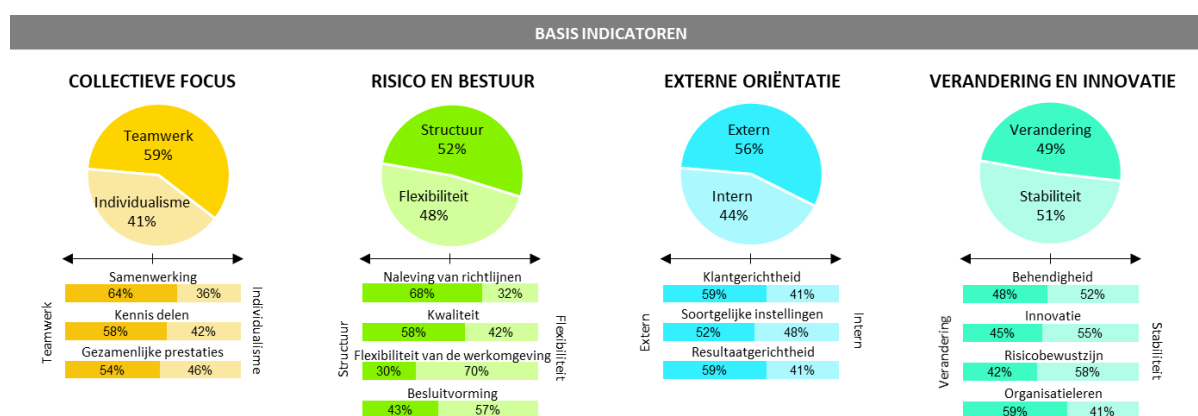 BASIS INDICATOREN
COLLECTIEVE FOCUS
Teamwerk
59%
Individualisme
41%
Samenwerking
64% 36%
Kennis delen
58% 42%
Gezamenlijke prestaties
54% 46%
Teamwerk
Individualisme
RISICO EN BESTUUR
Structuur
52%
Flexibiliteit
48%
Naleving van richtlijnen
68% 32%
Kwaliteit
58% 42%
Flexibiliteit van de werkomgeving
30% 70%
Besluitvorming
43% 57%
Structuur
Flexibiliteit
EXTERNE ORIËNTATIE
Extern
56%
Intern
44%
Klantgerichtheid
59% 41%
Soortgelijke instellingen
52% 48%
Resultaatgerichtheid
59% 41%
Extern
Intern
VERANDERING EN INNOVATIE
Verandering
49%
Stabiliteit
51%
Behendigheid
48% 52%
Innovatie
45% 55%
Risicobewustzijn
42% 58%
Organisatieleren
59% 41%
Verandering
Stabiliteit